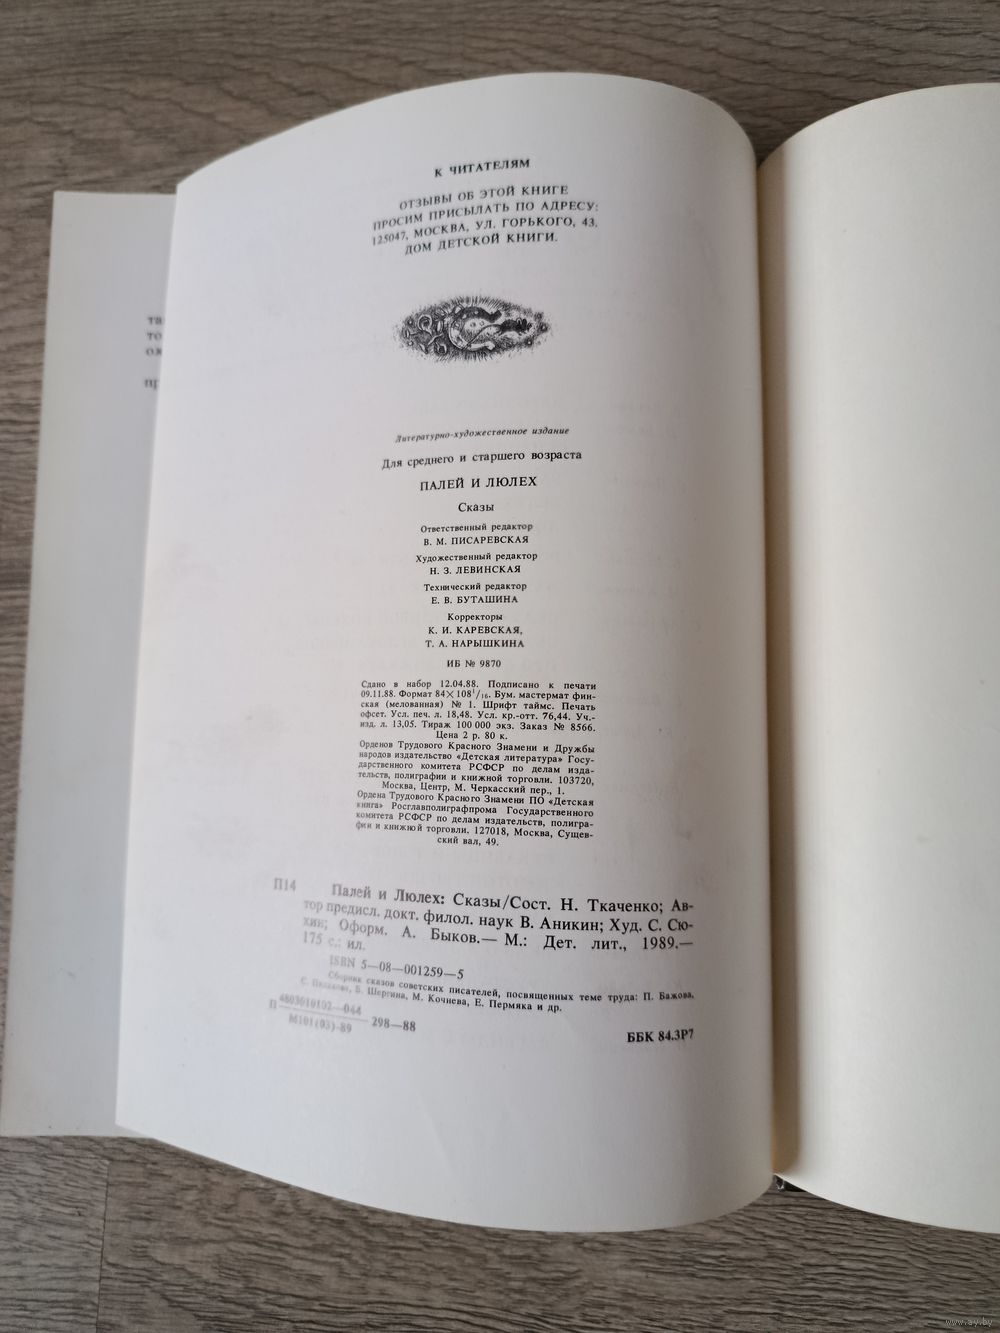 К ЧИТАТЕЛЯМ
ОТЗЫВЫ ОБ ЭТОЙ КНИГЕ
ПРОСИМ ПРИСЫЛАТЬ ПО АДРЕСУ:
125047, МОСКВА, УЛ. ГОРЬКОГО, 43.
ДОМ ДЕТСКОЙ КНИГИ.
та
то
ож
пр
Литературно-художественное издание
Для среднего и старшего возраста
ПАЛЕЙ И ЛЮЛЕХ
Сказы
Ответственный редактор
В. М. ПИСАРЕВСКАЯ
Художественный редактор
Н. З. ЛЕВИНСКАЯ
Технический редактор
Е. В. БУТАШИНА
Корректоры
К. И. КАРЕВСКАЯ,
Т. А. НАРЫШКИНА
ИБ № 9870
Сдано в набор 12.04.88. Подписано к печати
09.11.88. Формат 84×108¹/₁₆. Бум. мастермат фин-
ская (мелованная) № 1. Шрифт таймс. Печать
офсет. Усл. печ. л. 18,48. Усл. кр.-отт. 76,44. Уч.-
изд. л. 13,05. Тираж 100 000 экз. Заказ № 8566.
Цена 2 р. 80 к.
Орденов Трудового Красного Знамени и Дружбы
народов издательство «Детская литература» Госу-
дарственного комитета РСФСР по делам изда-
тельств, полиграфии и книжной торговли. 103720,
Москва, Центр, М. Черкасский пер., 1.
Ордена Трудового Красного Знамени ПО «Детская
книга» Росглавполиграфпрома Государственного
комитета РСФСР по делам издательств, полигра-
фии и книжной торговли. 127018, Москва, Сущев-
ский вал, 49.
П14 Палей и Люлех: Сказы/Сост. Н. Ткаченко; Ав-
тор предисл. докт. филол. наук В. Аникин; Худ. С. Сю-
хин; Оформ. А. Быков.— М.: Дет. лит., 1989.—
175 с.: ил.
ISBN 5—08—001259—5
Сборник сказов советских писателей, посвященных теме труда: П. Бажова,
С. Писахова, Б. Шергина, М. Кочнева, Е. Пермяка и др.
П 4803010102—044
М101(03)-89 298—88
ББК 84.3Р7
www.ay.by